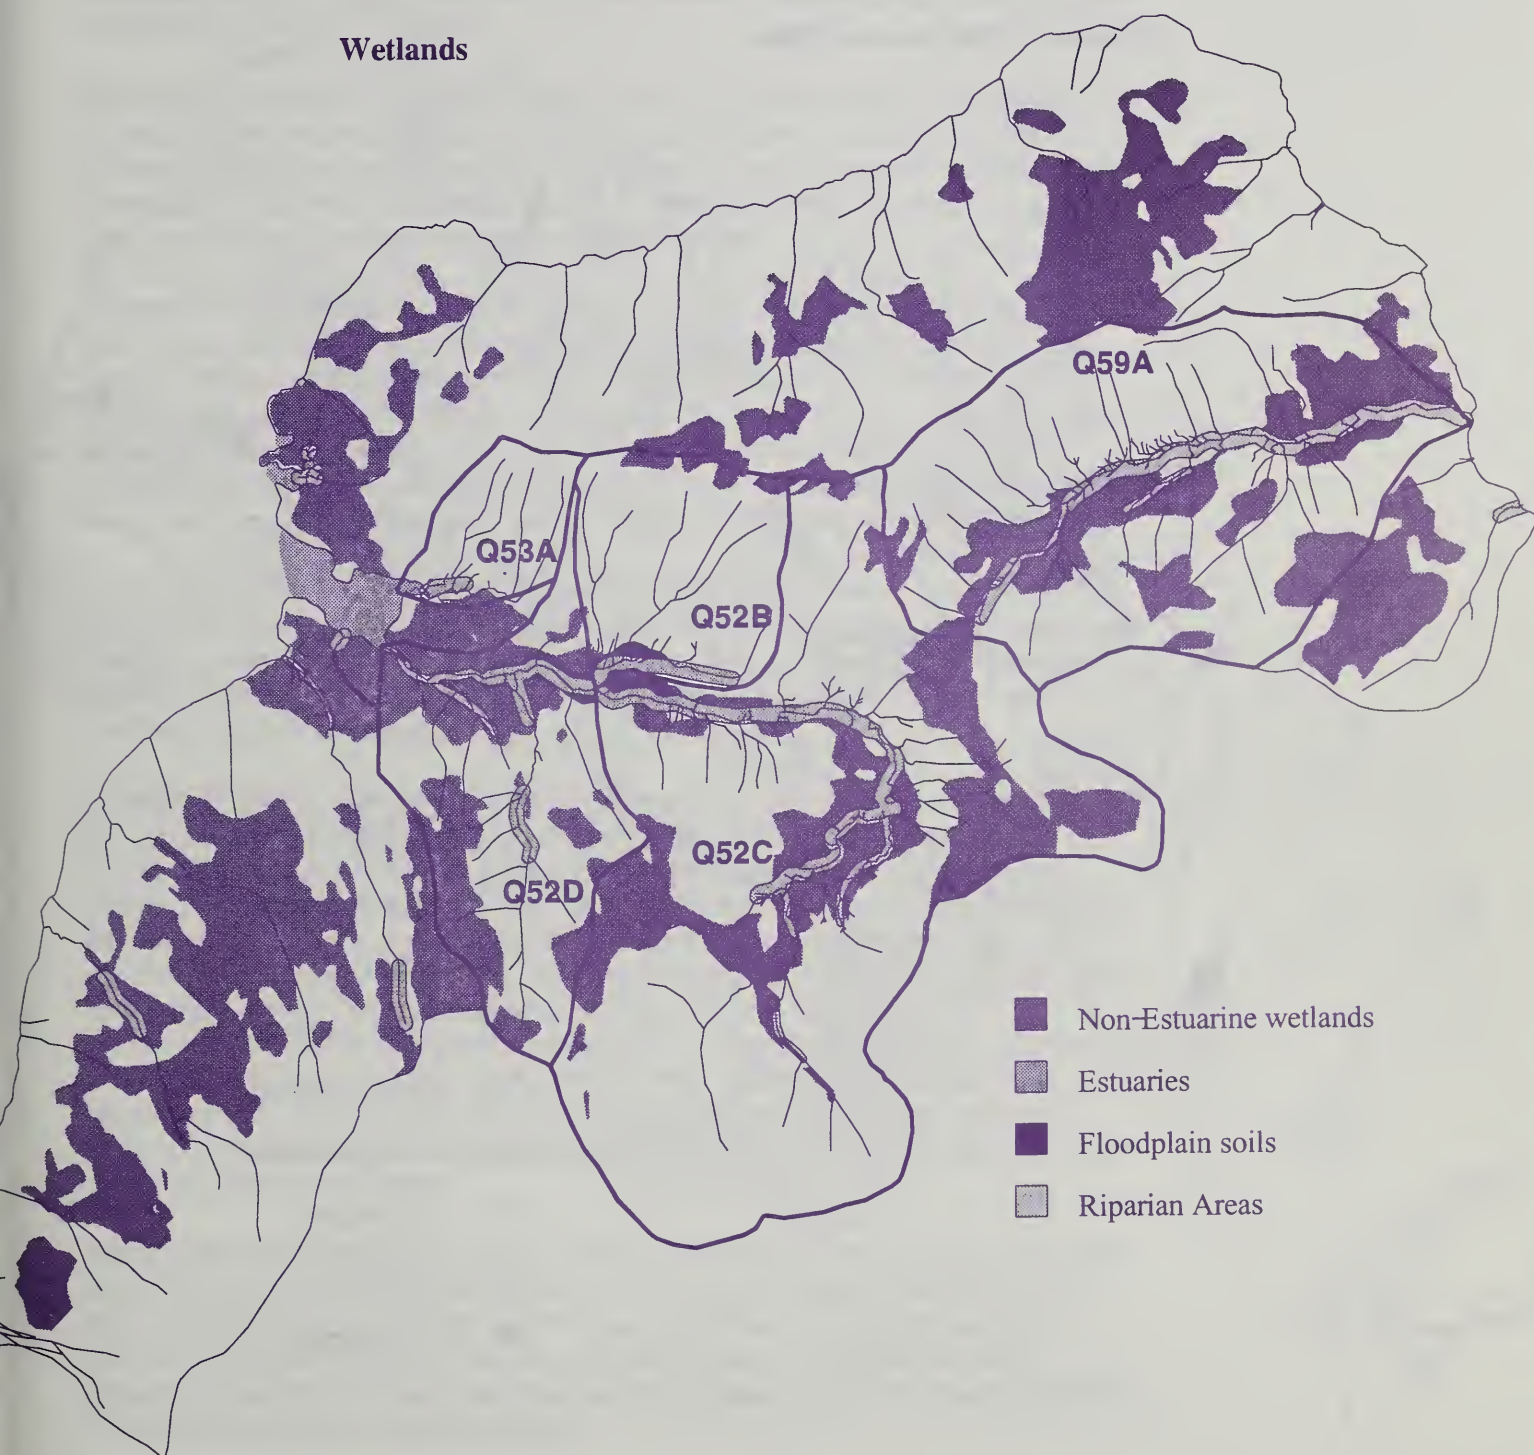 Wetlands
Q59A
Q53A
Q52B
Q52C
Q52D
Non-Estuarine wetlands
Estuaries
Floodplain soils
Riparian Areas